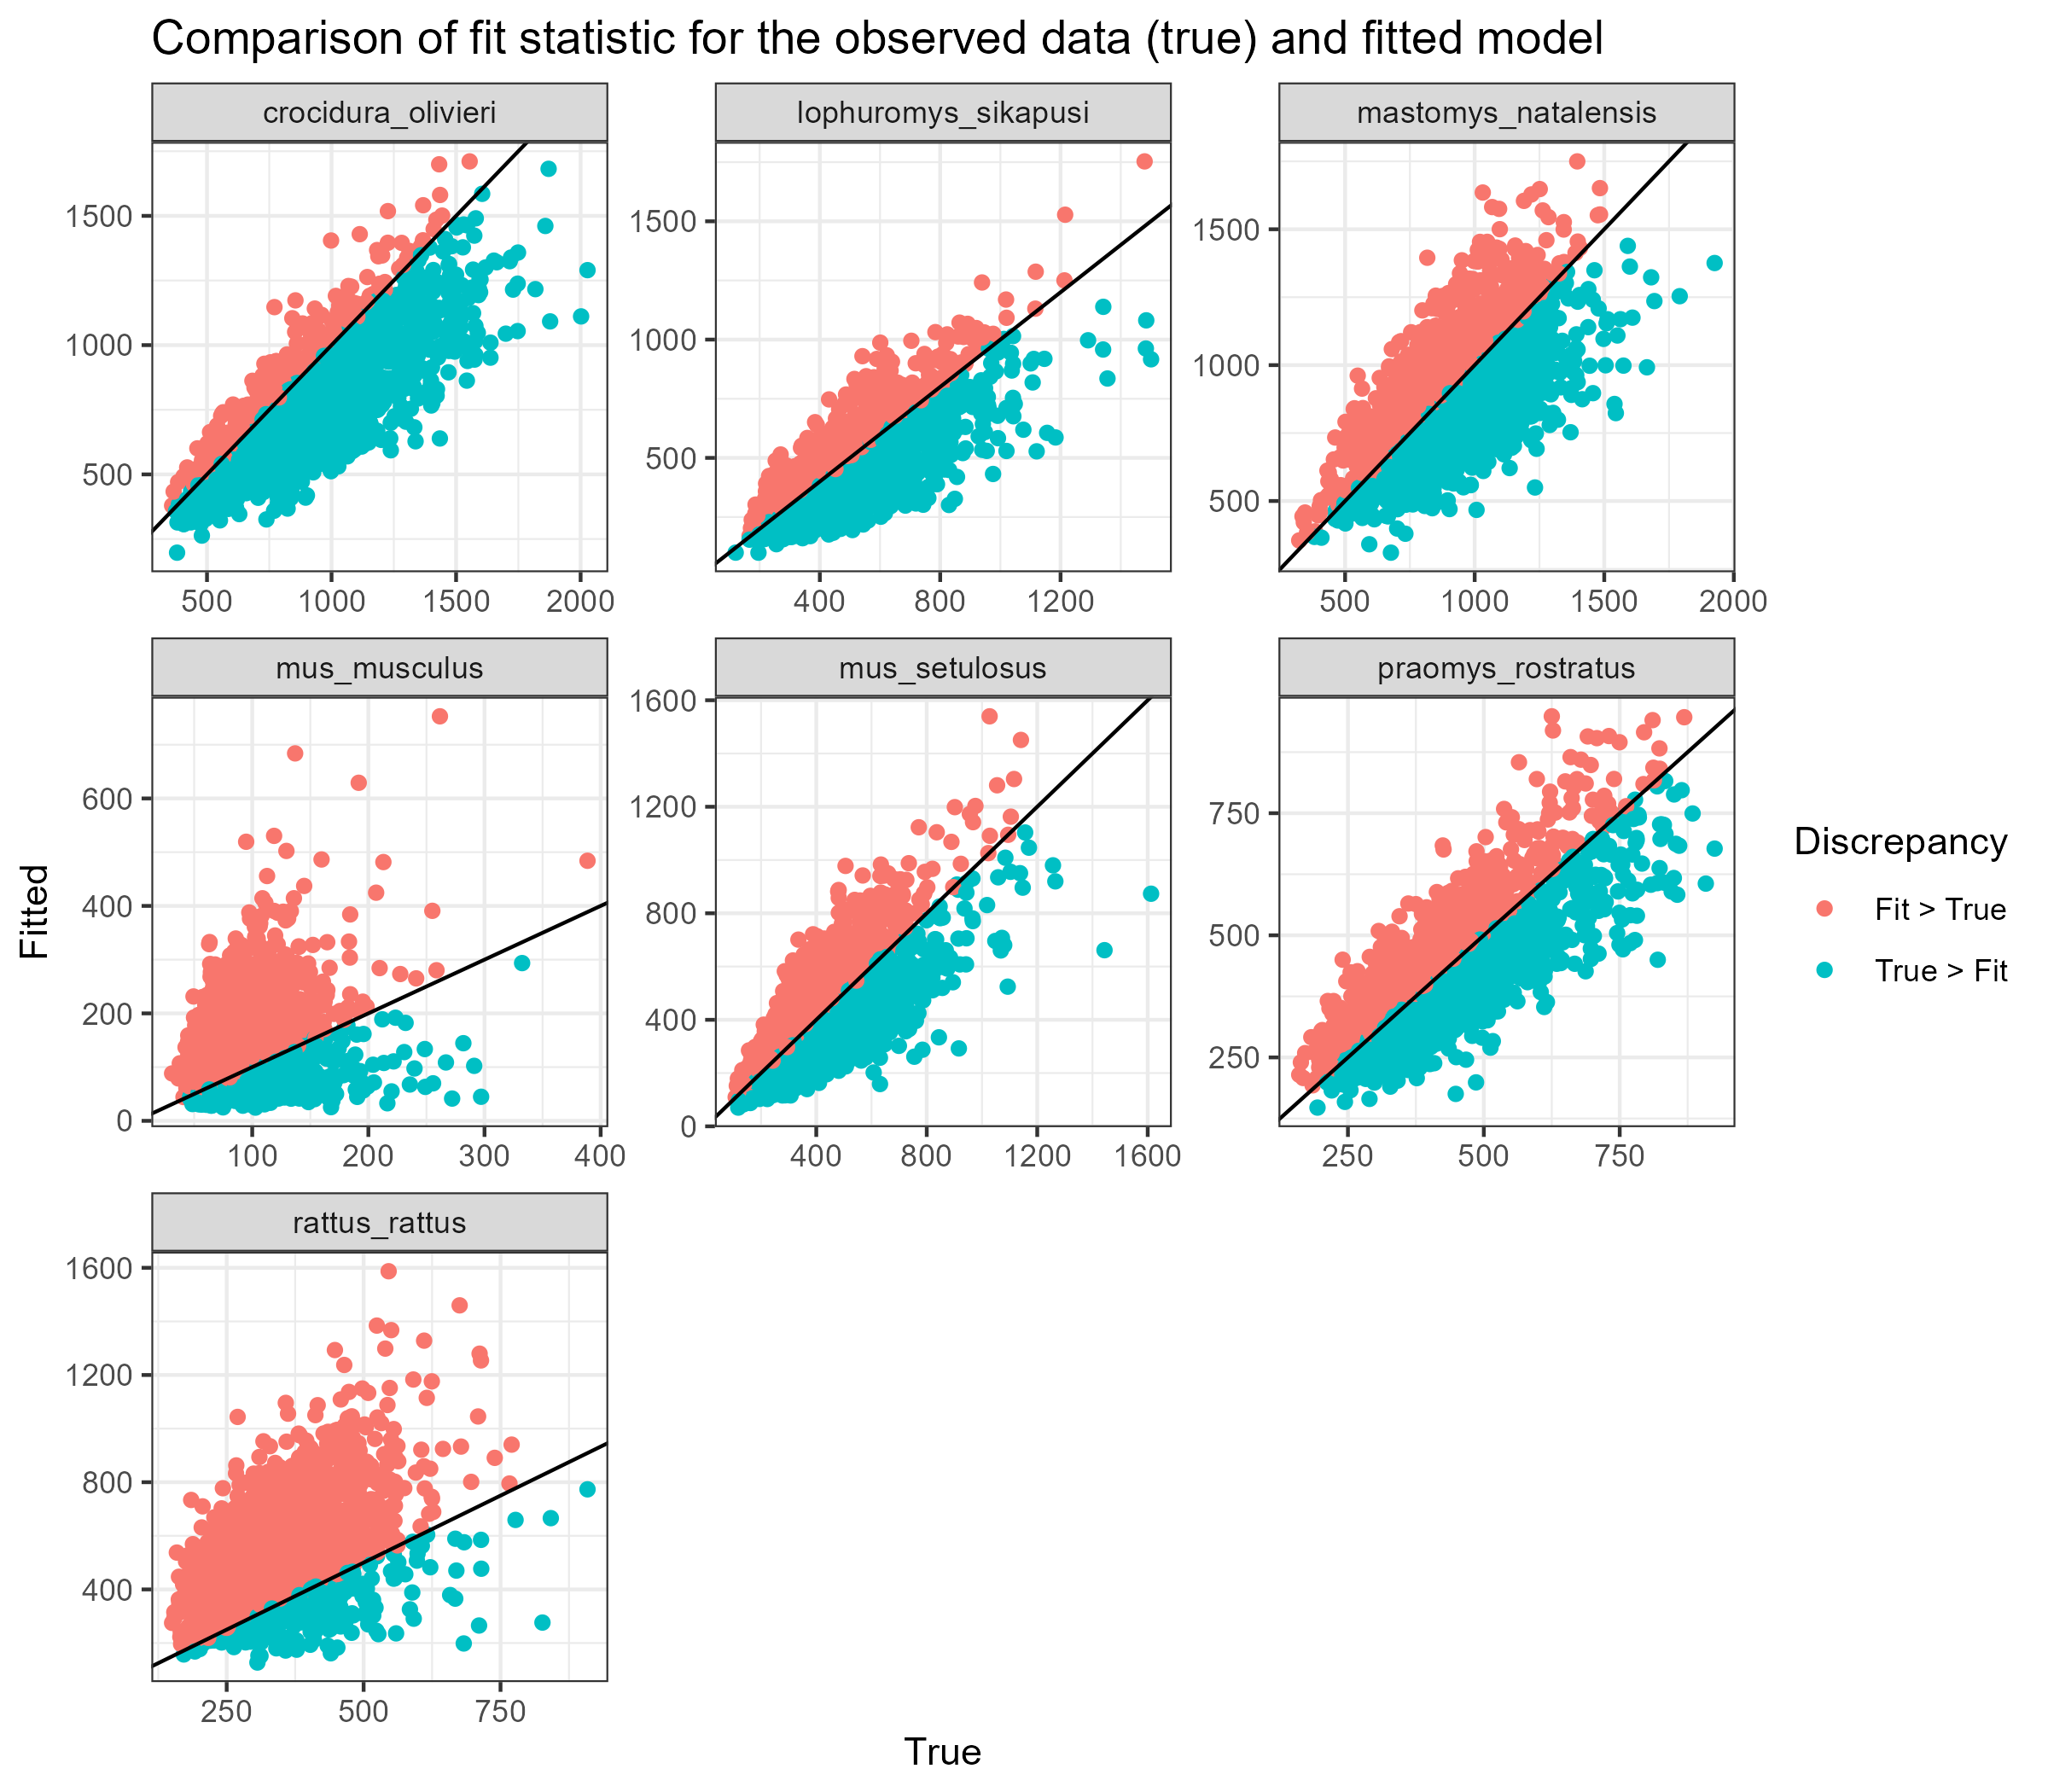 Comparison of fit statistic for the observed data (true) and fitted model
crocidura_olivieri
lophuromys_sikapusi
mastomys_natalensis
1500
1000
500
500 1000 1500 2000
1500
1000
500
400 800 1200
1500
1000
500
500 1000 1500 2000
mus_musculus
mus_setulosus
praomys_rostratus
600
400
200
0
100 200 300 400
1600
1200
800
400
0
400 800 1200 1600
750
500
250
250 500 750
rattus_rattus
1600
1200
800
400
250 500 750
Fitted
True
Discrepancy
Fit > True
True > Fit